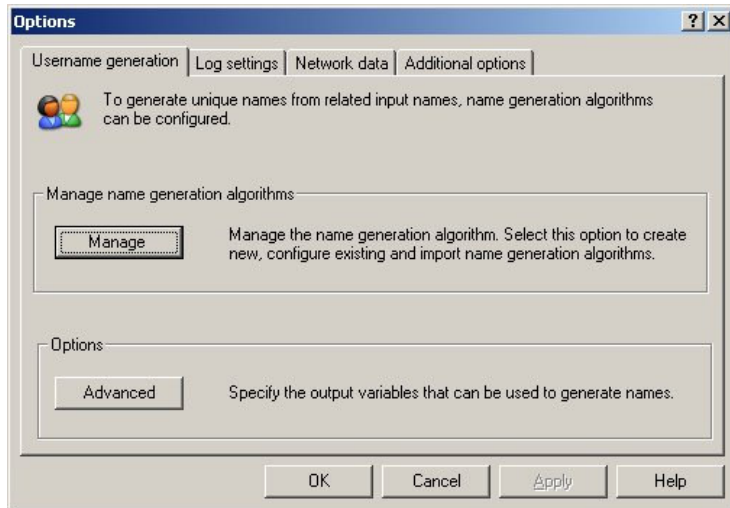 Options
Username generation Log settings Network data Additional options
To generate unique names from related input names, name generation algorithms
can be configured.
Manage name generation algorithms
Manage
Manage the name generation algorithm. Select this option to create
new, configure existing and import name generation algorithms.
Options
Advanced
Specify the output variables that can be used to generate names.
OK Cancel Apply Help